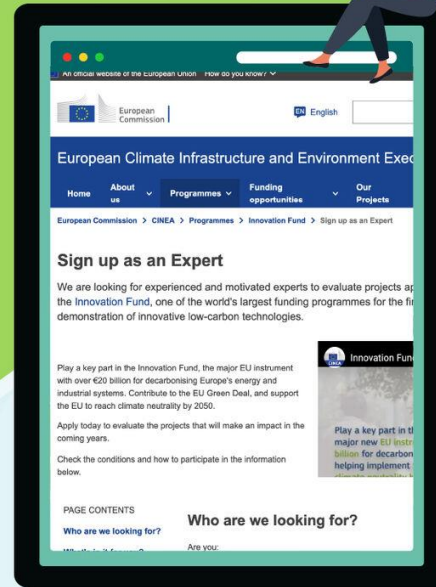 An official website of the European Union How do you know?
European
Commission
EN English
European Climate Infrastructure and Environment Exec
Home
About
us
Programmes
Funding
opportunities
Our
Projects
European Commission > CINEA > Programmes > Innovation Fund > Sign up as an Expert
Sign up as an Expert
We are looking for experienced and motivated experts to evaluate projects ap
the Innovation Fund, one of the world's largest funding programmes for the
demonstration of innovative low-carbon technologies.
Innovation Fun
Play a key part in the Innovation Fund, the major EU instrument
with over €20 billion for decarbonising Europe's energy and
industrial systems. Contribute to the EU Green Deal, and support
the EU to reach climate neutrality by 2050.
Apply today to evaluate the projects that will make an impact in the
coming years.
Check the conditions and how to participate in the information
below.
Play a key part in
major new EU
billion for decarbon
helping implement
climate neutrality
PAGE CONTENTS
Who are we looking for?
What's in it for you?
Who are we looking for?
Are you: